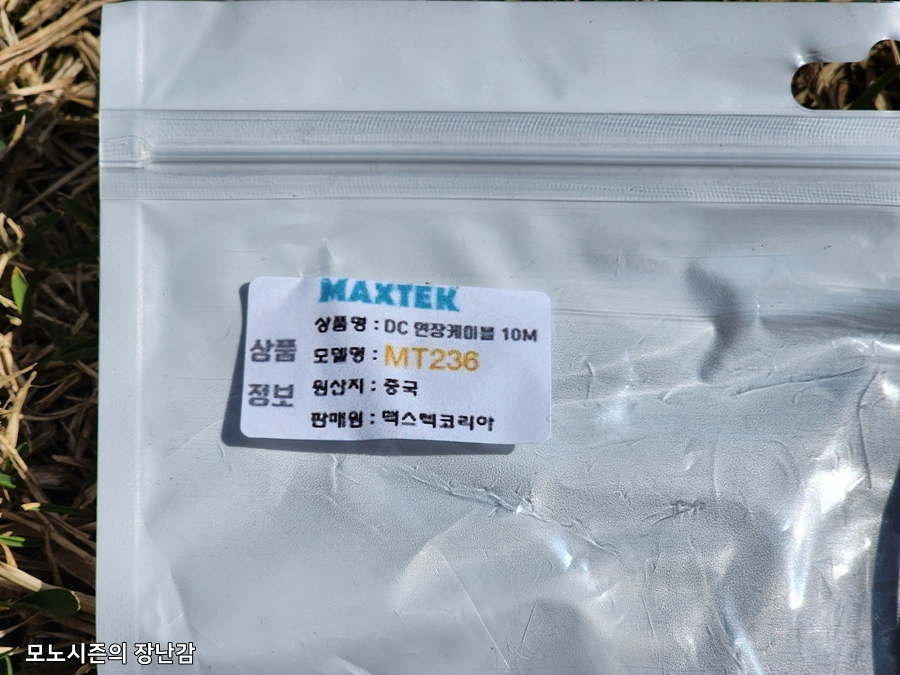 MAXTEK
상품 정보
상품명 : DC 연장케이블 10M
모델명 : MT236
원산지 : 중국
판매원 : 맥스텍코리아
모노시즌의 장난감